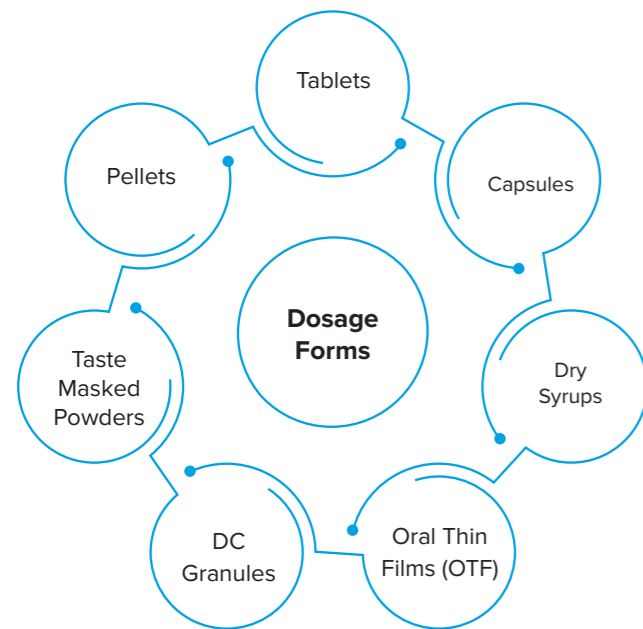 Tablets
Capsules
Dry
Syrups
Oral Thin
Films (OTF)
DC
Granules
Taste
Masked
Powders
Pellets
Dosage
Forms